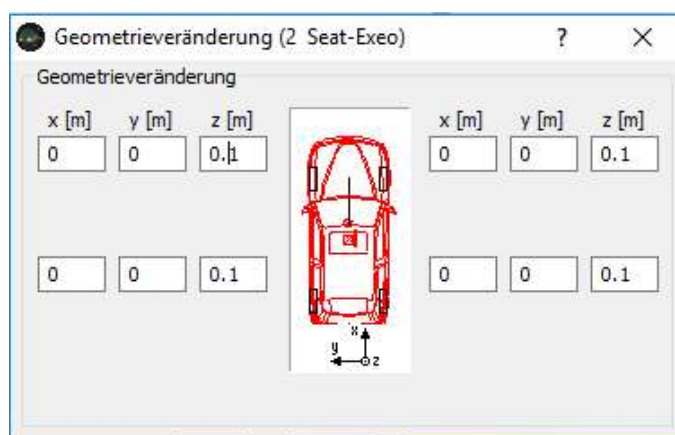 Geometrieveränderung (2 Seat-Exeo) ? ×
Geometrieveränderung
x [m] y [m] z [m] x [m] y [m] z [m]
0 0 0.1 0 0 0.1
0 0 0.1 0 0 0.1
x
y z